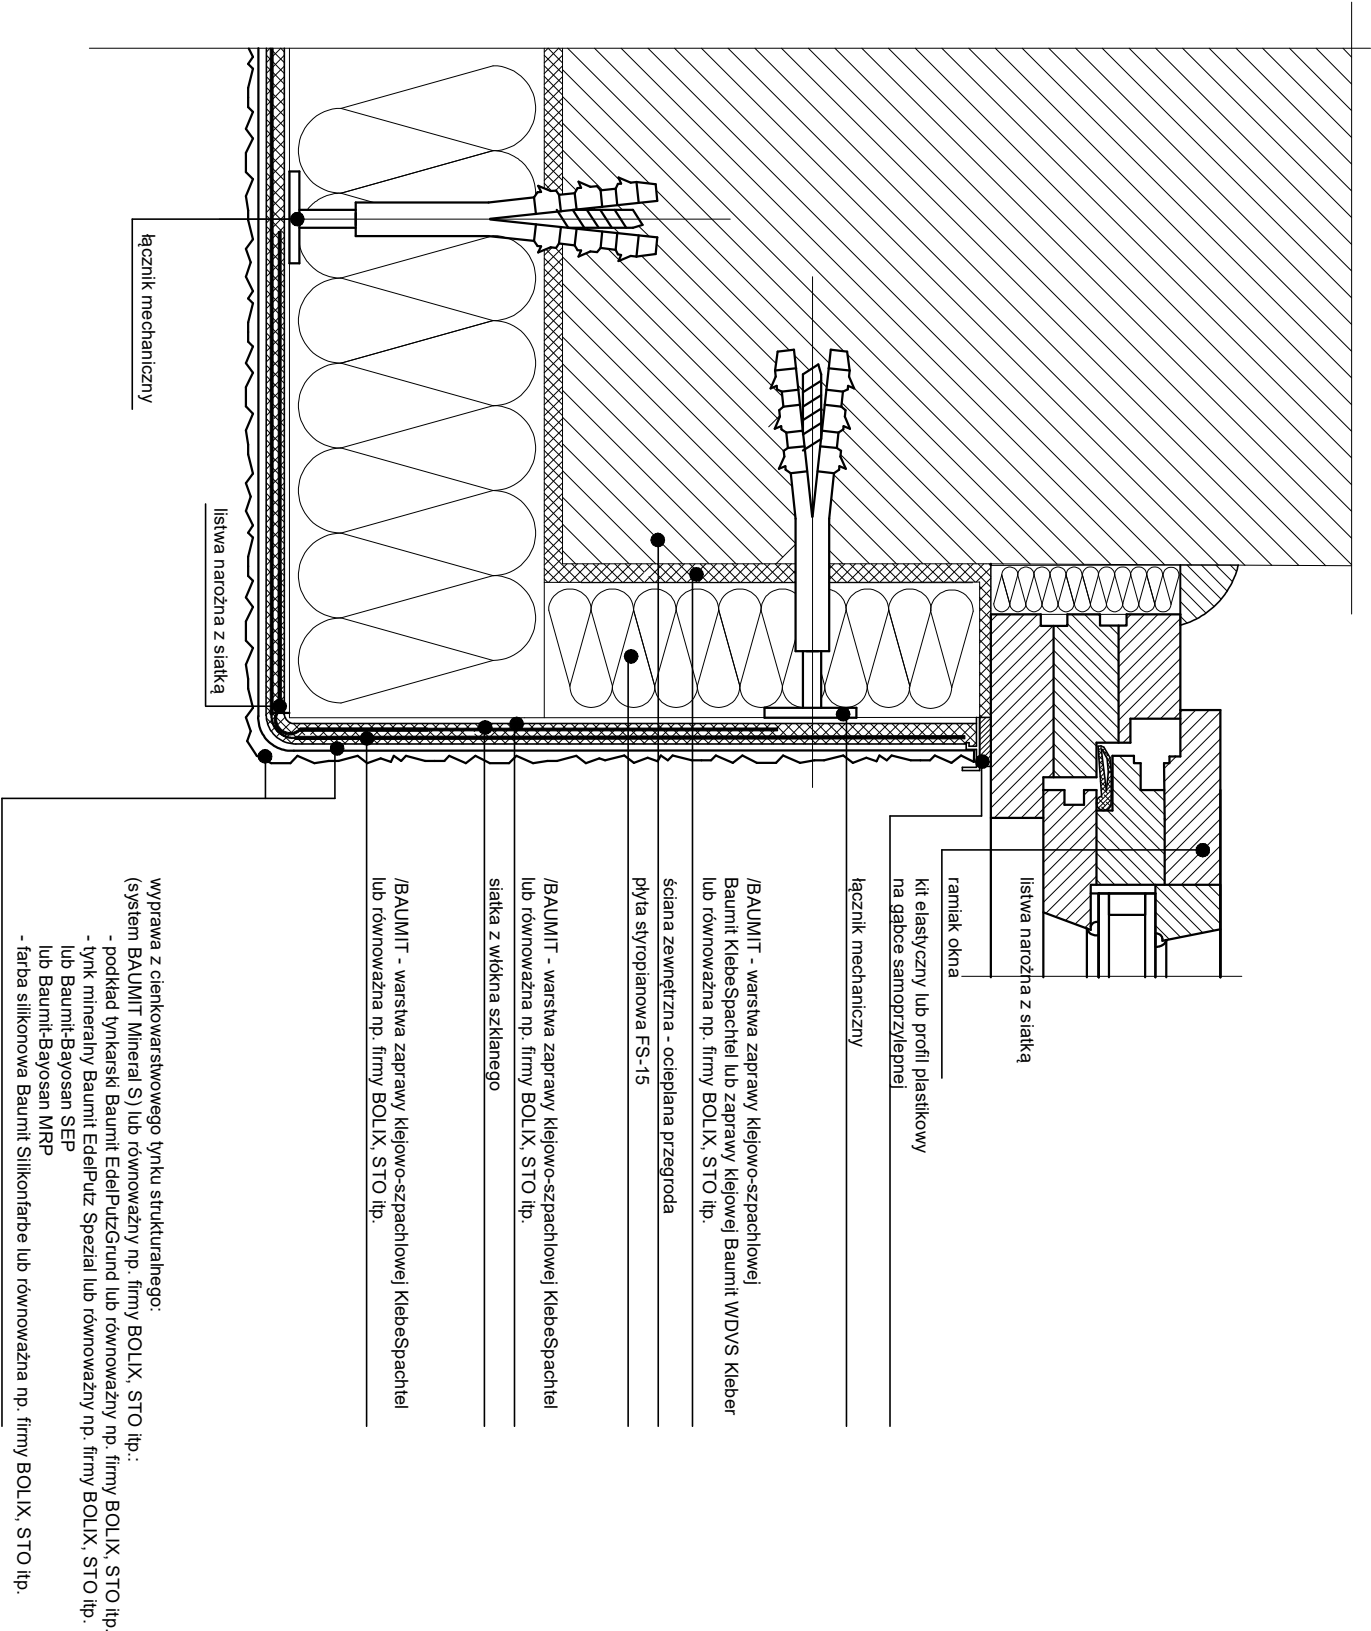 listwa narożna z siatką
ramiak okna
kit elastyczny lub profil plastikowy
na gąbce samoprzylepnej
łącznik mechaniczny
/BAUMIT - warstwa zaprawy klejowo-szpachlowej
Baumit KlebeSpachtel lub zaprawy klejowej Baumit WDVS Kleber
lub równoważna np. firmy BOLIX, STO itp.
ściana zewnętrzna - ocieplana przegroda
płyta styropianowa FS-15
/BAUMIT - warstwa zaprawy klejowo-szpachlowej KlebeSpachtel
lub równoważna np. firmy BOLIX, STO itp.
siatka z włókna szklanego
/BAUMIT - warstwa zaprawy klejowo-szpachlowej KlebeSpachtel
lub równoważna np. firmy BOLIX, STO itp.
listwa narożna z siatką
łącznik mechaniczny
wyprawa z cienkowarstwowego tynku strukturalnego:
(system BAUMIT Mineral S) lub równoważny np. firmy BOLIX, STO itp.:
- podkład tynkarski Baumit EdelPutzGrund lub równoważny np. firmy BOLIX, STO itp.
- tynk mineralny Baumit EdelPutz Spezial lub równoważny np. firmy BOLIX, STO itp.
lub Baumit-Bayosan SEP
lub Baumit-Bayosan MRP
- farba silikonowa Baumit Silikonfarbe lub równoważna np. firmy BOLIX, STO itp.